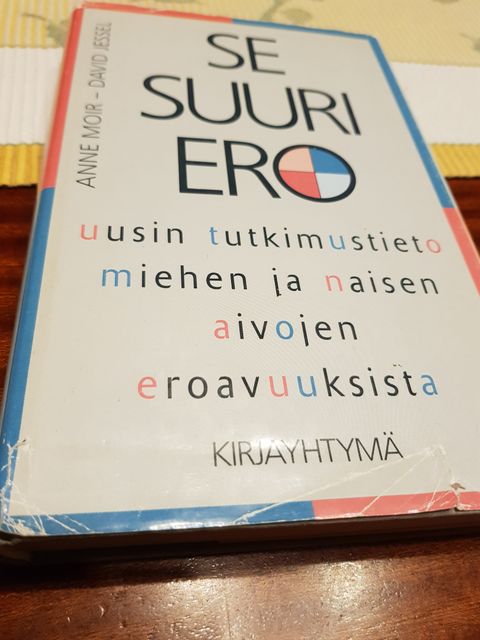 ANNE MOIR – DAVID JESSEL
SE
SUURI
ERO
uusin tutkimustieto
miehen ja naisen
aivojen
eroavuuksista
KIRJAYHTYMÄ